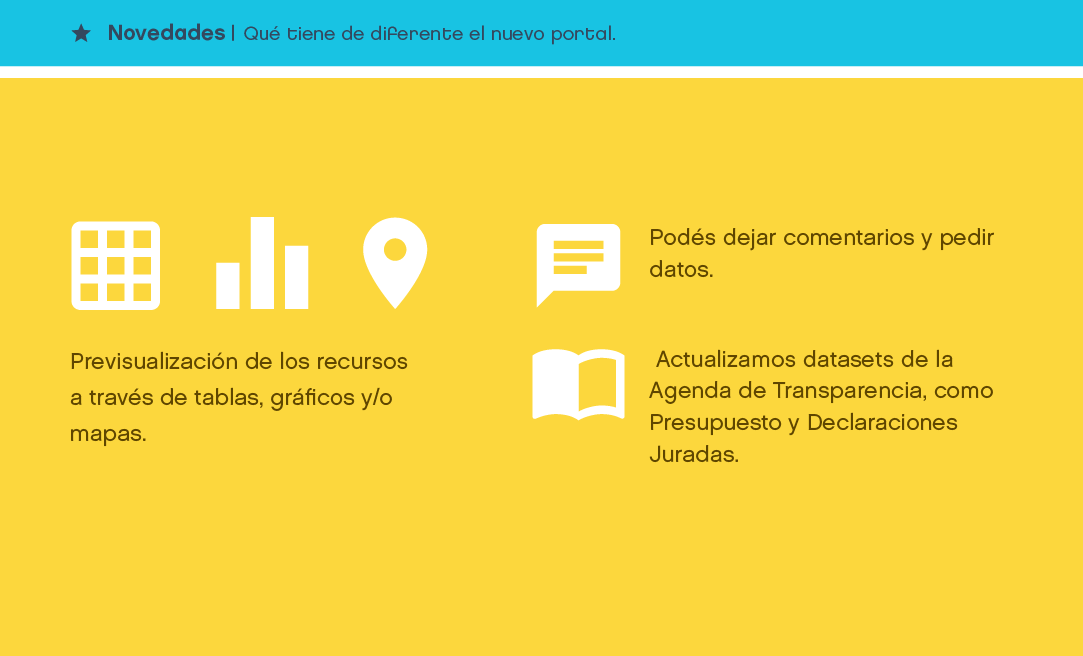 Novedades | Qué tiene de diferente el nuevo portal.
Previsualización de los recursos
a través de tablas, gráficos y/o
mapas.
Podés dejar comentarios y pedir
datos.
Actualizamos datasets de la
Agenda de Transparencia, como
Presupuesto y Declaraciones
Juradas.